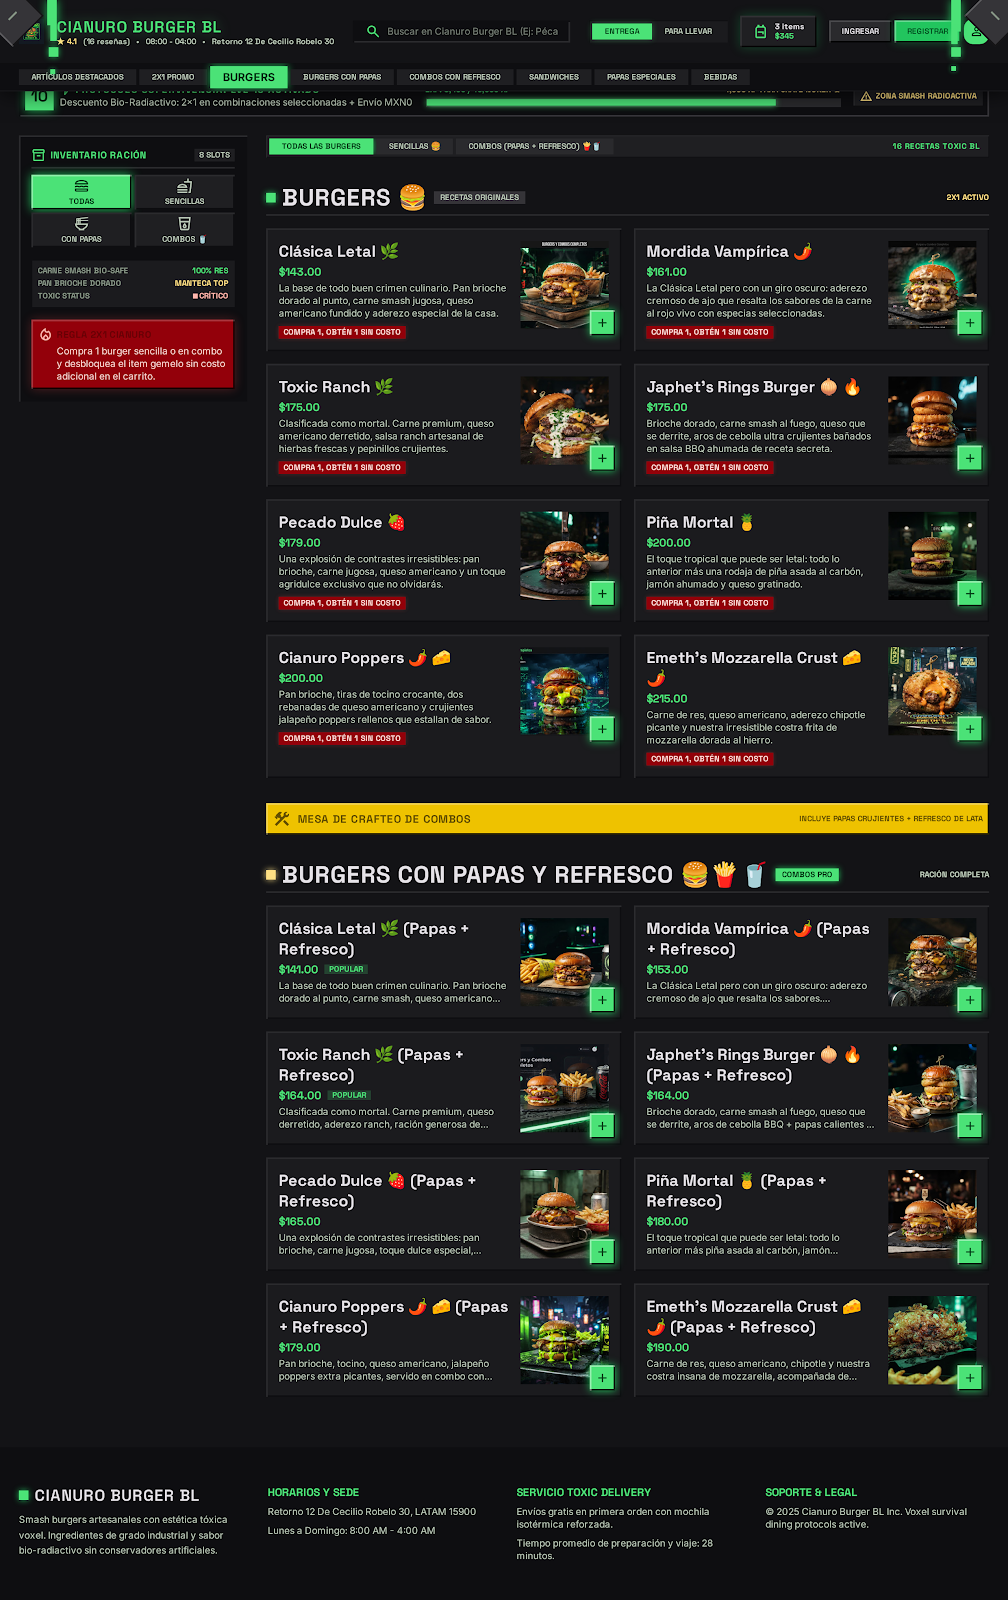 CIANURO BURGER BL
★ 4.1 (16 reseñas) • 08:00 - 04:00 • Retorno 12 De Cecilio Robelo 30
Buscar en Cianuro Burger BL (Ej: Peca
ENTREGA
PARA LLEVAR
3 items
$345
INGRESAR
REGISTRAR
ARTÍCULOS DESTACADOS
2X1 PROMO
BURGERS
BURGERS CON PAPAS
COMBOS CON REFRESCO
SANDWICHES
PAPAS ESPECIALES
BEBIDAS
10
Descuento Bio-Radiactivo: 2×1 en combinaciones seleccionadas + Envío MXN0
ZONA SMASH RADIOACTIVA
INVENTARIO RACIÓN
8 SLOTS
TODAS
SENCILLAS
CON PAPAS
COMBOS 🥤
CARNE SMASH BIO-SAFE
100% RES
PAN BRIOCHE DORADO
MANTECA TOP
TOXIC STATUS
CRÍTICO
REGLA 2X1 CIANURO
Compra 1 burger sencilla o en combo
y desbloquea el item gemelo sin costo
adicional en el carrito.
TODAS LAS BURGERS
SENCILLAS 🍔
COMBOS (PAPAS + REFRESCO) 🍟🥤
16 RECETAS TOXIC BL
BURGERS 🍔
RECETAS ORIGINALES
2X1 ACTIVO
Clásica Letal 🌿
$143.00
La base de todo buen crimen culinario. Pan brioche
dorado al punto, carne smash jugosa, queso
americano fundido y aderezo especial de la casa.
COMPRA 1, OBTÉN 1 SIN COSTO
Mordida Vampírica 🌶️
$161.00
La Clásica Letal pero con un giro oscuro: aderezo
cremoso de ajo que resalta los sabores de la carne
al rojo vivo con especias seleccionadas.
COMPRA 1, OBTÉN 1 SIN COSTO
Toxic Ranch 🌿
$175.00
Clasificada como mortal. Carne premium, queso
americano derretido, salsa ranch artesanal de
hierbas frescas y pepinillos crujientes.
COMPRA 1, OBTÉN 1 SIN COSTO
Japhet's Rings Burger 🧅 🔥
$175.00
Brioche dorado, carne smash al fuego, queso que
se derrite, aros de cebolla ultra crujientes bañados
en salsa BBQ ahumada de receta secreta.
COMPRA 1, OBTÉN 1 SIN COSTO
Pecado Dulce 🍓
$179.00
Una explosión de contrastes irresistibles: pan
brioche, carne jugosa, queso americano y un toque
agridulce exclusivo que no olvidarás.
COMPRA 1, OBTÉN 1 SIN COSTO
Piña Mortal 🍍
$200.00
El toque tropical que puede ser letal: todo lo
anterior más una rodaja de piña asada al carbón,
jamón ahumado y queso gratinado.
COMPRA 1, OBTÉN 1 SIN COSTO
Cianuro Poppers 🌶️ 🧀
$200.00
Pan brioche, tiras de tocino crocante, dos
rebanadas de queso americano y crujientes
jalapeño poppers rellenos que estallan de sabor.
COMPRA 1, OBTÉN 1 SIN COSTO
Emeth's Mozzarella Crust 🧀
🌶️
$215.00
Carne de res, queso americano, aderezo chipotle
picante y nuestra irresistible costra frita de
mozzarella dorada al hierro.
COMPRA 1, OBTÉN 1 SIN COSTO
MESA DE CRAFTEO DE COMBOS
INCLUYE PAPAS CRUJIENTES + REFRESCO DE LATA
BURGERS CON PAPAS Y REFRESCO 🍔🍟🥤
COMBOS PRO
RACIÓN COMPLETA
Clásica Letal 🌿 (Papas +
Refresco)
$141.00 POPULAR
La base de todo buen crimen culinario. Pan brioche
dorado al punto, carne smash, queso americano...
Mordida Vampírica 🌶️ (Papas
+ Refresco)
$153.00
La Clásica Letal pero con un giro oscuro: aderezo
cremoso de ajo que resalta los sabores....
Toxic Ranch 🌿 (Papas +
Refresco)
$164.00 POPULAR
Clasificada como mortal. Carne premium, queso
derretido, aderezo ranch, ración generosa de...
Japhet's Rings Burger 🧅 🔥
(Papas + Refresco)
$164.00
Brioche dorado, carne smash al fuego, queso que
se derrite, aros de cebolla BBQ + papas calientes ...
Pecado Dulce 🍓 (Papas +
Refresco)
$165.00
Una explosión de contrastes irresistibles: pan
brioche, carne jugosa, toque dulce especial,...
Piña Mortal 🍍 (Papas +
Refresco)
$180.00
El toque tropical que puede ser letal: todo lo
anterior más piña asada al carbón, jamón...
Cianuro Poppers 🌶️ 🧀 (Papas
+ Refresco)
$179.00
Pan brioche, tocino, queso americano, jalapeño
poppers extra picantes, servido en combo con...
Emeth's Mozzarella Crust 🧀
🌶️ (Papas + Refresco)
$190.00
Carne de res, queso americano, chipotle y nuestra
costra insana de mozzarella, acompañada de...
CIANURO BURGER BL
Smash burgers artesanales con estética tóxica
voxel. Ingredientes de grado industrial y sabor
bio-radiactivo sin conservadores artificiales.
HORARIOS Y SEDE
Retorno 12 De Cecilio Robelo 30, LATAM 15900
Lunes a Domingo: 8:00 AM - 4:00 AM
SERVICIO TOXIC DELIVERY
Envíos gratis en primera orden con mochila
isotérmica reforzada.
Tiempo promedio de preparación y viaje: 28
minutos.
SOPORTE & LEGAL
© 2025 Cianuro Burger BL Inc. Voxel survival
dining protocols active.